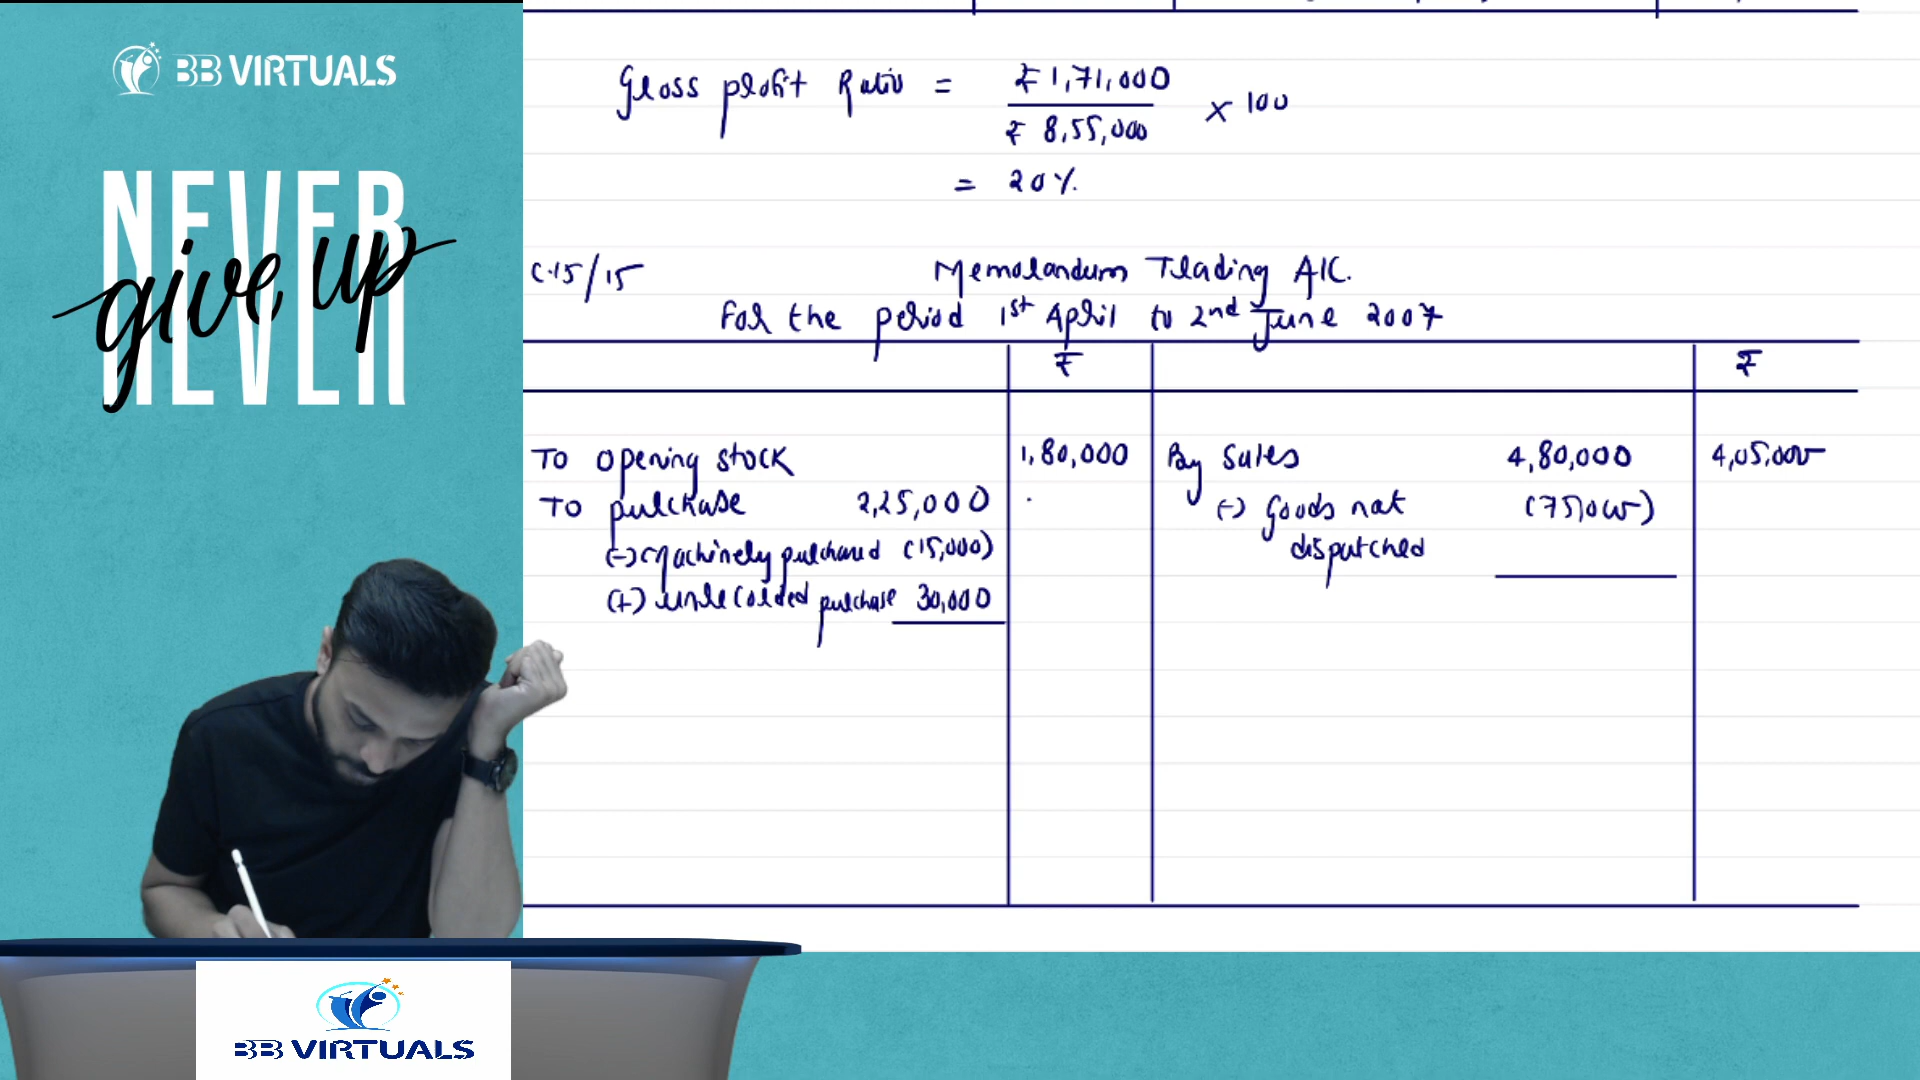 BB VIRTUALS
NEVER
give up
NEVER
Gross profit Ratio = ₹ 1,71,000 / ₹ 8,55,000 × 100
= 20%
C.15/15
Memorandum Trading A/C.
For the period 1st April to 2nd June 2007
₹ ₹
To opening stock 1,80,000 By Sales 4,80,000 4,05,000
To purchase 2,25,000 (-) Goods not (75,000)
(-) Machinery purchased (15,000) dispatched
(+) unrecorded purchase 30,000
BB VIRTUALS